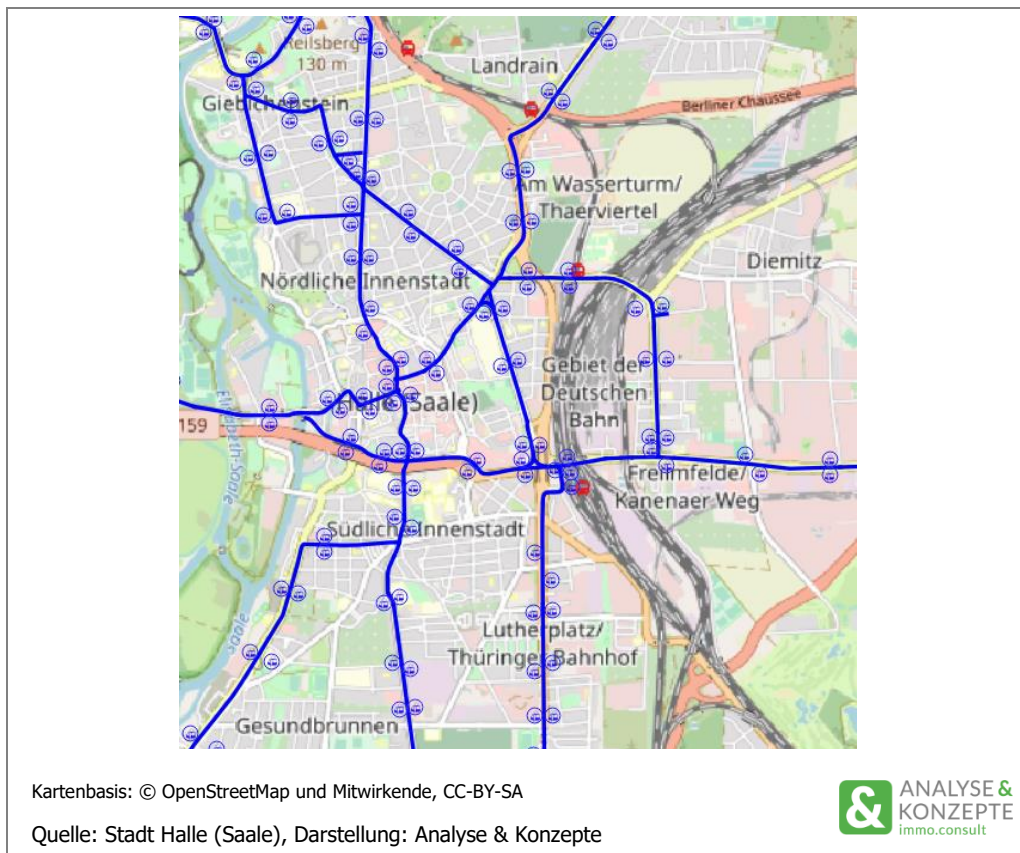 Reilsberg
130 m
Landrain
Giebichenstein
Berliner Chaussee
Am Wasserturm/
Thaerviertel
Diemitz
Nördliche Innenstadt
Gebiet der
Deutschen
Bahn
Halle (Saale)
159
Elisabeth-Saale
Freiimfelde/
Kanenaer Weg
Südliche Innenstadt
Saale
Lutherplatz/
Thüringer Bahnhof
Gesundbrunnen
Kartenbasis: © OpenStreetMap und Mitwirkende, CC-BY-SA
Quelle: Stadt Halle (Saale), Darstellung: Analyse & Konzepte
&
ANALYSE &
KONZEPTE
immo.consult